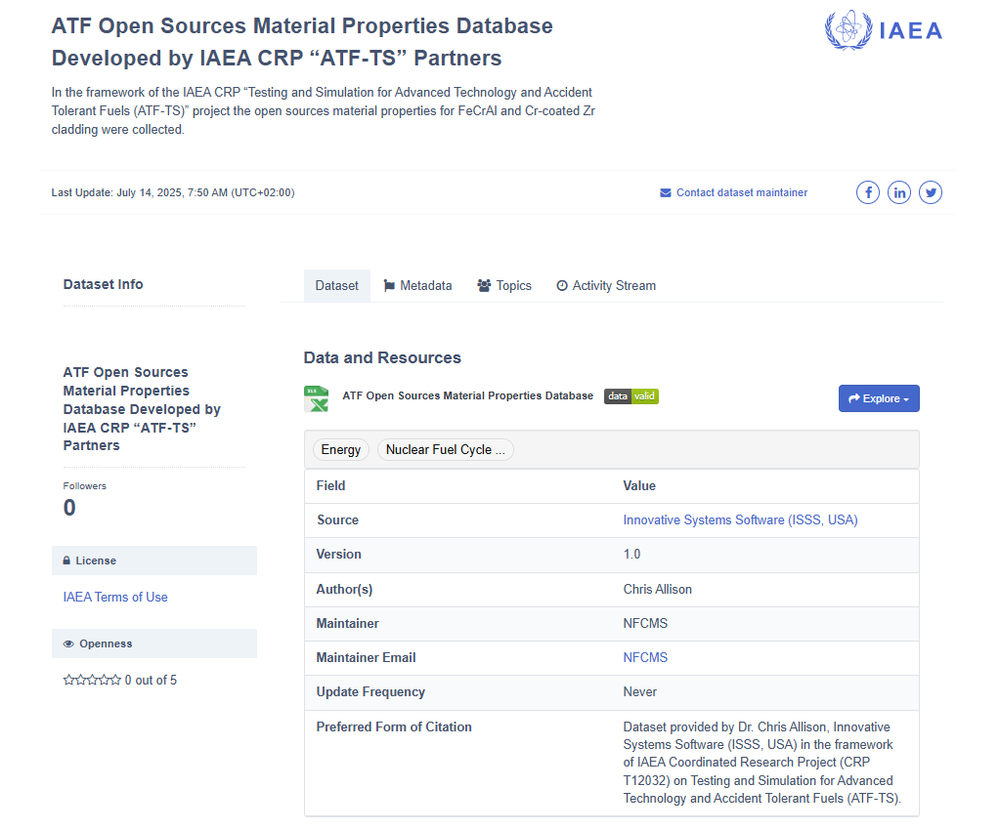 ATF Open Sources Material Properties Database
Developed by IAEA CRP “ATF-TS” Partners
IAEA
In the framework of the IAEA CRP “Testing and Simulation for Advanced Technology and Accident
Tolerant Fuels (ATF-TS)” project the open sources material properties for FeCrAl and Cr-coated Zr
cladding were collected.
Last Update: July 14, 2025, 7:50 AM (UTC+02:00)
Contact dataset maintainer
Dataset Info
Dataset
Metadata
Topics
Activity Stream
ATF Open Sources
Material Properties
Database Developed by
IAEA CRP “ATF-TS”
Partners
Followers
0
License
IAEA Terms of Use
Openness
0 out of 5
Data and Resources
XLS
ATF Open Sources Material Properties Database
data valid
Explore
Energy
Nuclear Fuel Cycle ...
Field Value
Source Innovative Systems Software (ISSS, USA)
Version 1.0
Author(s) Chris Allison
Maintainer NFCMS
Maintainer Email NFCMS
Update Frequency Never
Preferred Form of Citation Dataset provided by Dr. Chris Allison, Innovative
Systems Software (ISSS, USA) in the framework
of IAEA Coordinated Research Project (CRP
T12032) on Testing and Simulation for Advanced
Technology and Accident Tolerant Fuels (ATF-TS).